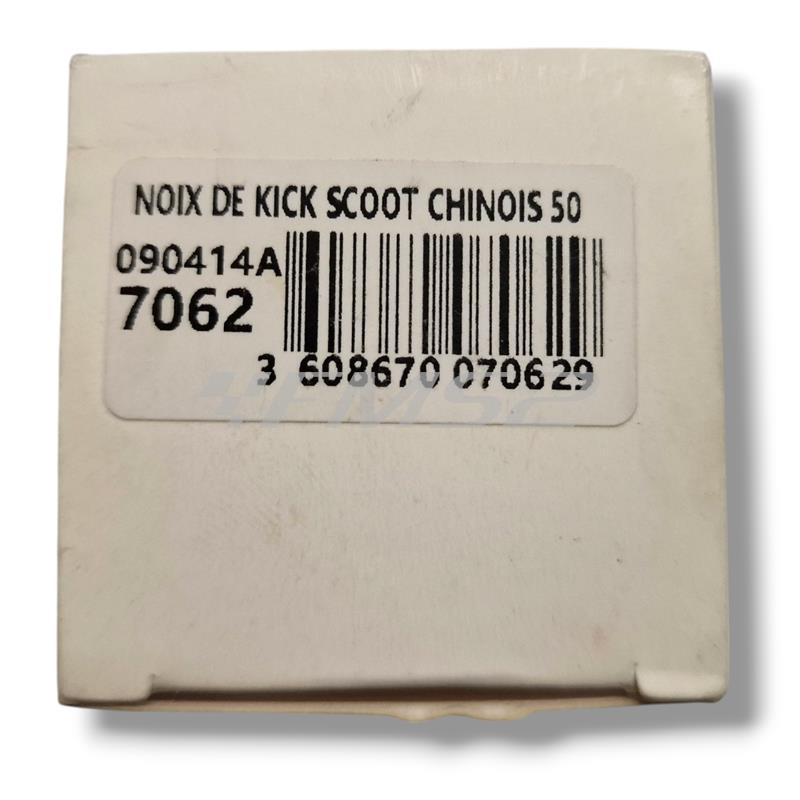 NOIX DE KICK SCOOT CHINOIS 50
090414A
7062
3 608670 070629